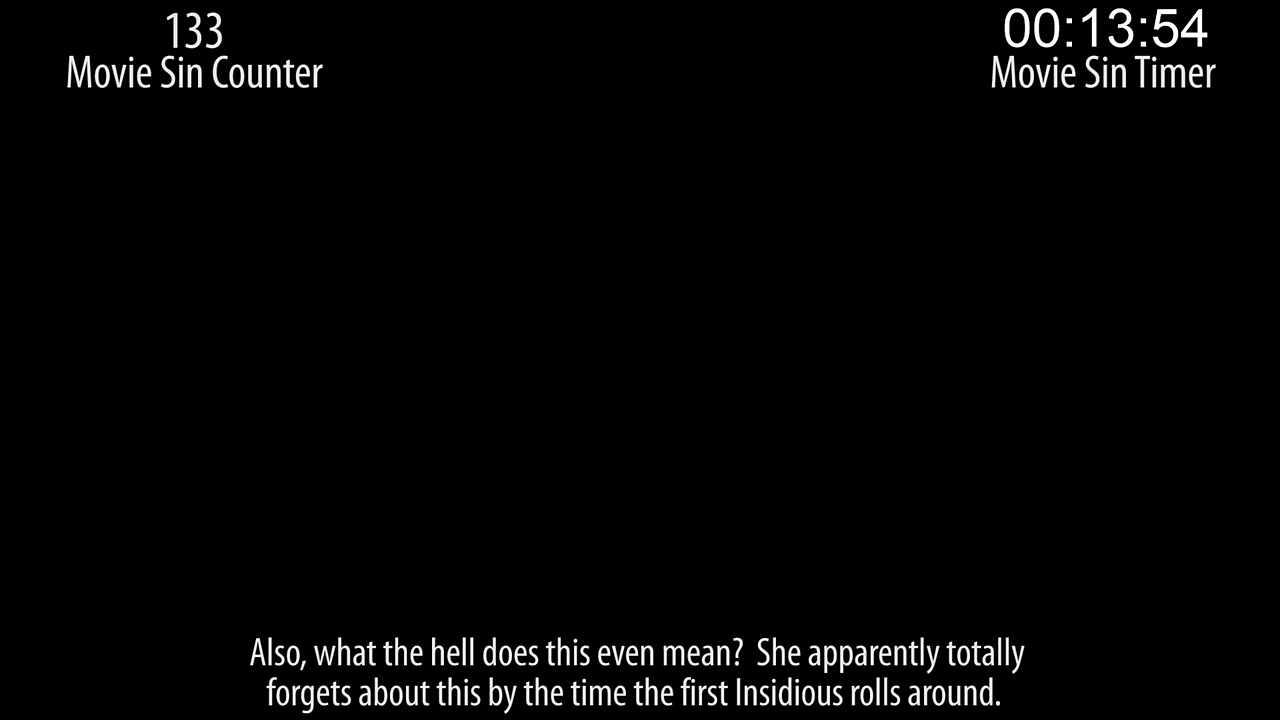 133
Movie Sin Counter
00:13:54
Movie Sin Timer
Also, what the hell does this even mean?  She apparently totally
forgets about this by the time the first Insidious rolls around.